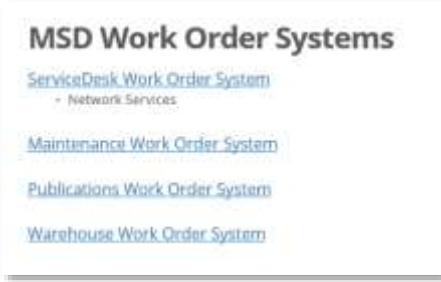 MSD Work Order Systems
ServiceDesk Work Order System
- Network Services
Maintenance Work Order System
Publications Work Order System
Warehouse Work Order System